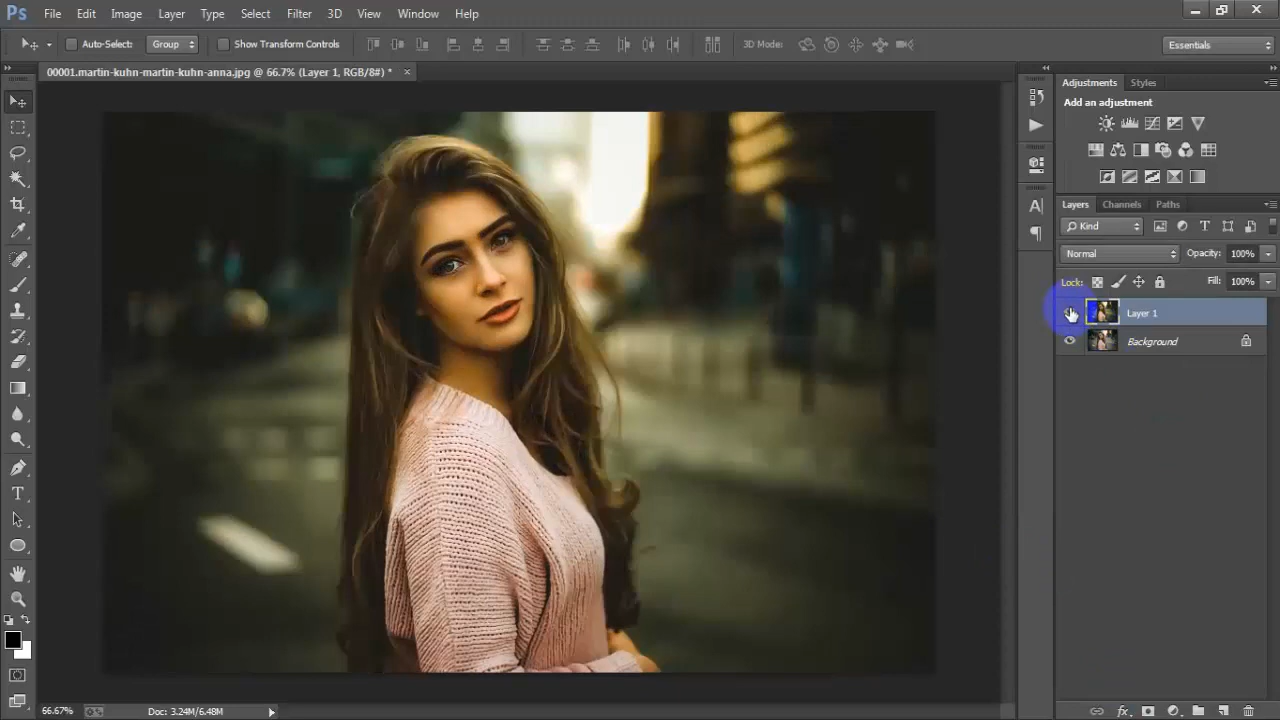 Ps File Edit Image Layer Type Select Filter 3D View Window Help
Auto-Select: Group Show Transform Controls 3D Mode: Essentials
00001.martin-kuhn-martin-kuhn-anna.jpg @ 66.7% (Layer 1, RGB/8#) * ×
Adjustments Styles
Add an adjustment
Layers Channels Paths
Kind
Normal Opacity: 100%
Lock: Fill: 100%
Layer 1
Background
66.67% Doc: 3.24M/6.48M